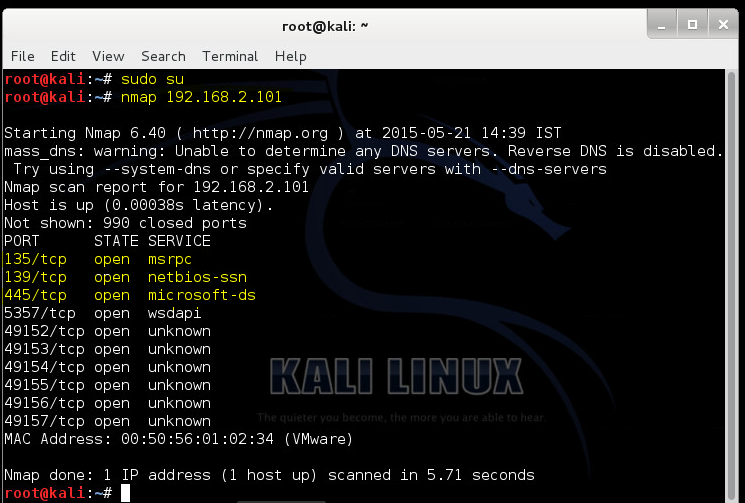 root@kali: ~
File Edit View Search Terminal Help
root@kali:~# sudo su
root@kali:~# nmap 192.168.2.101
Starting Nmap 6.40 ( http://nmap.org ) at 2015-05-21 14:39 IST
mass_dns: warning: Unable to determine any DNS servers. Reverse DNS is disabled.
Try using --system-dns or specify valid servers with --dns-servers
Nmap scan report for 192.168.2.101
Host is up (0.00038s latency).
Not shown: 990 closed ports
PORT STATE SERVICE
135/tcp open msrpc
139/tcp open netbios-ssn
445/tcp open microsoft-ds
5357/tcp open wsdapi
49152/tcp open unknown
49153/tcp open unknown
49154/tcp open unknown
49155/tcp open unknown
49156/tcp open unknown
49157/tcp open unknown
MAC Address: 00:50:56:01:02:34 (VMware)
Nmap done: 1 IP address (1 host up) scanned in 5.71 seconds
root@kali:~#
KALI LINUX
The quieter you become, the more you are able to hear.